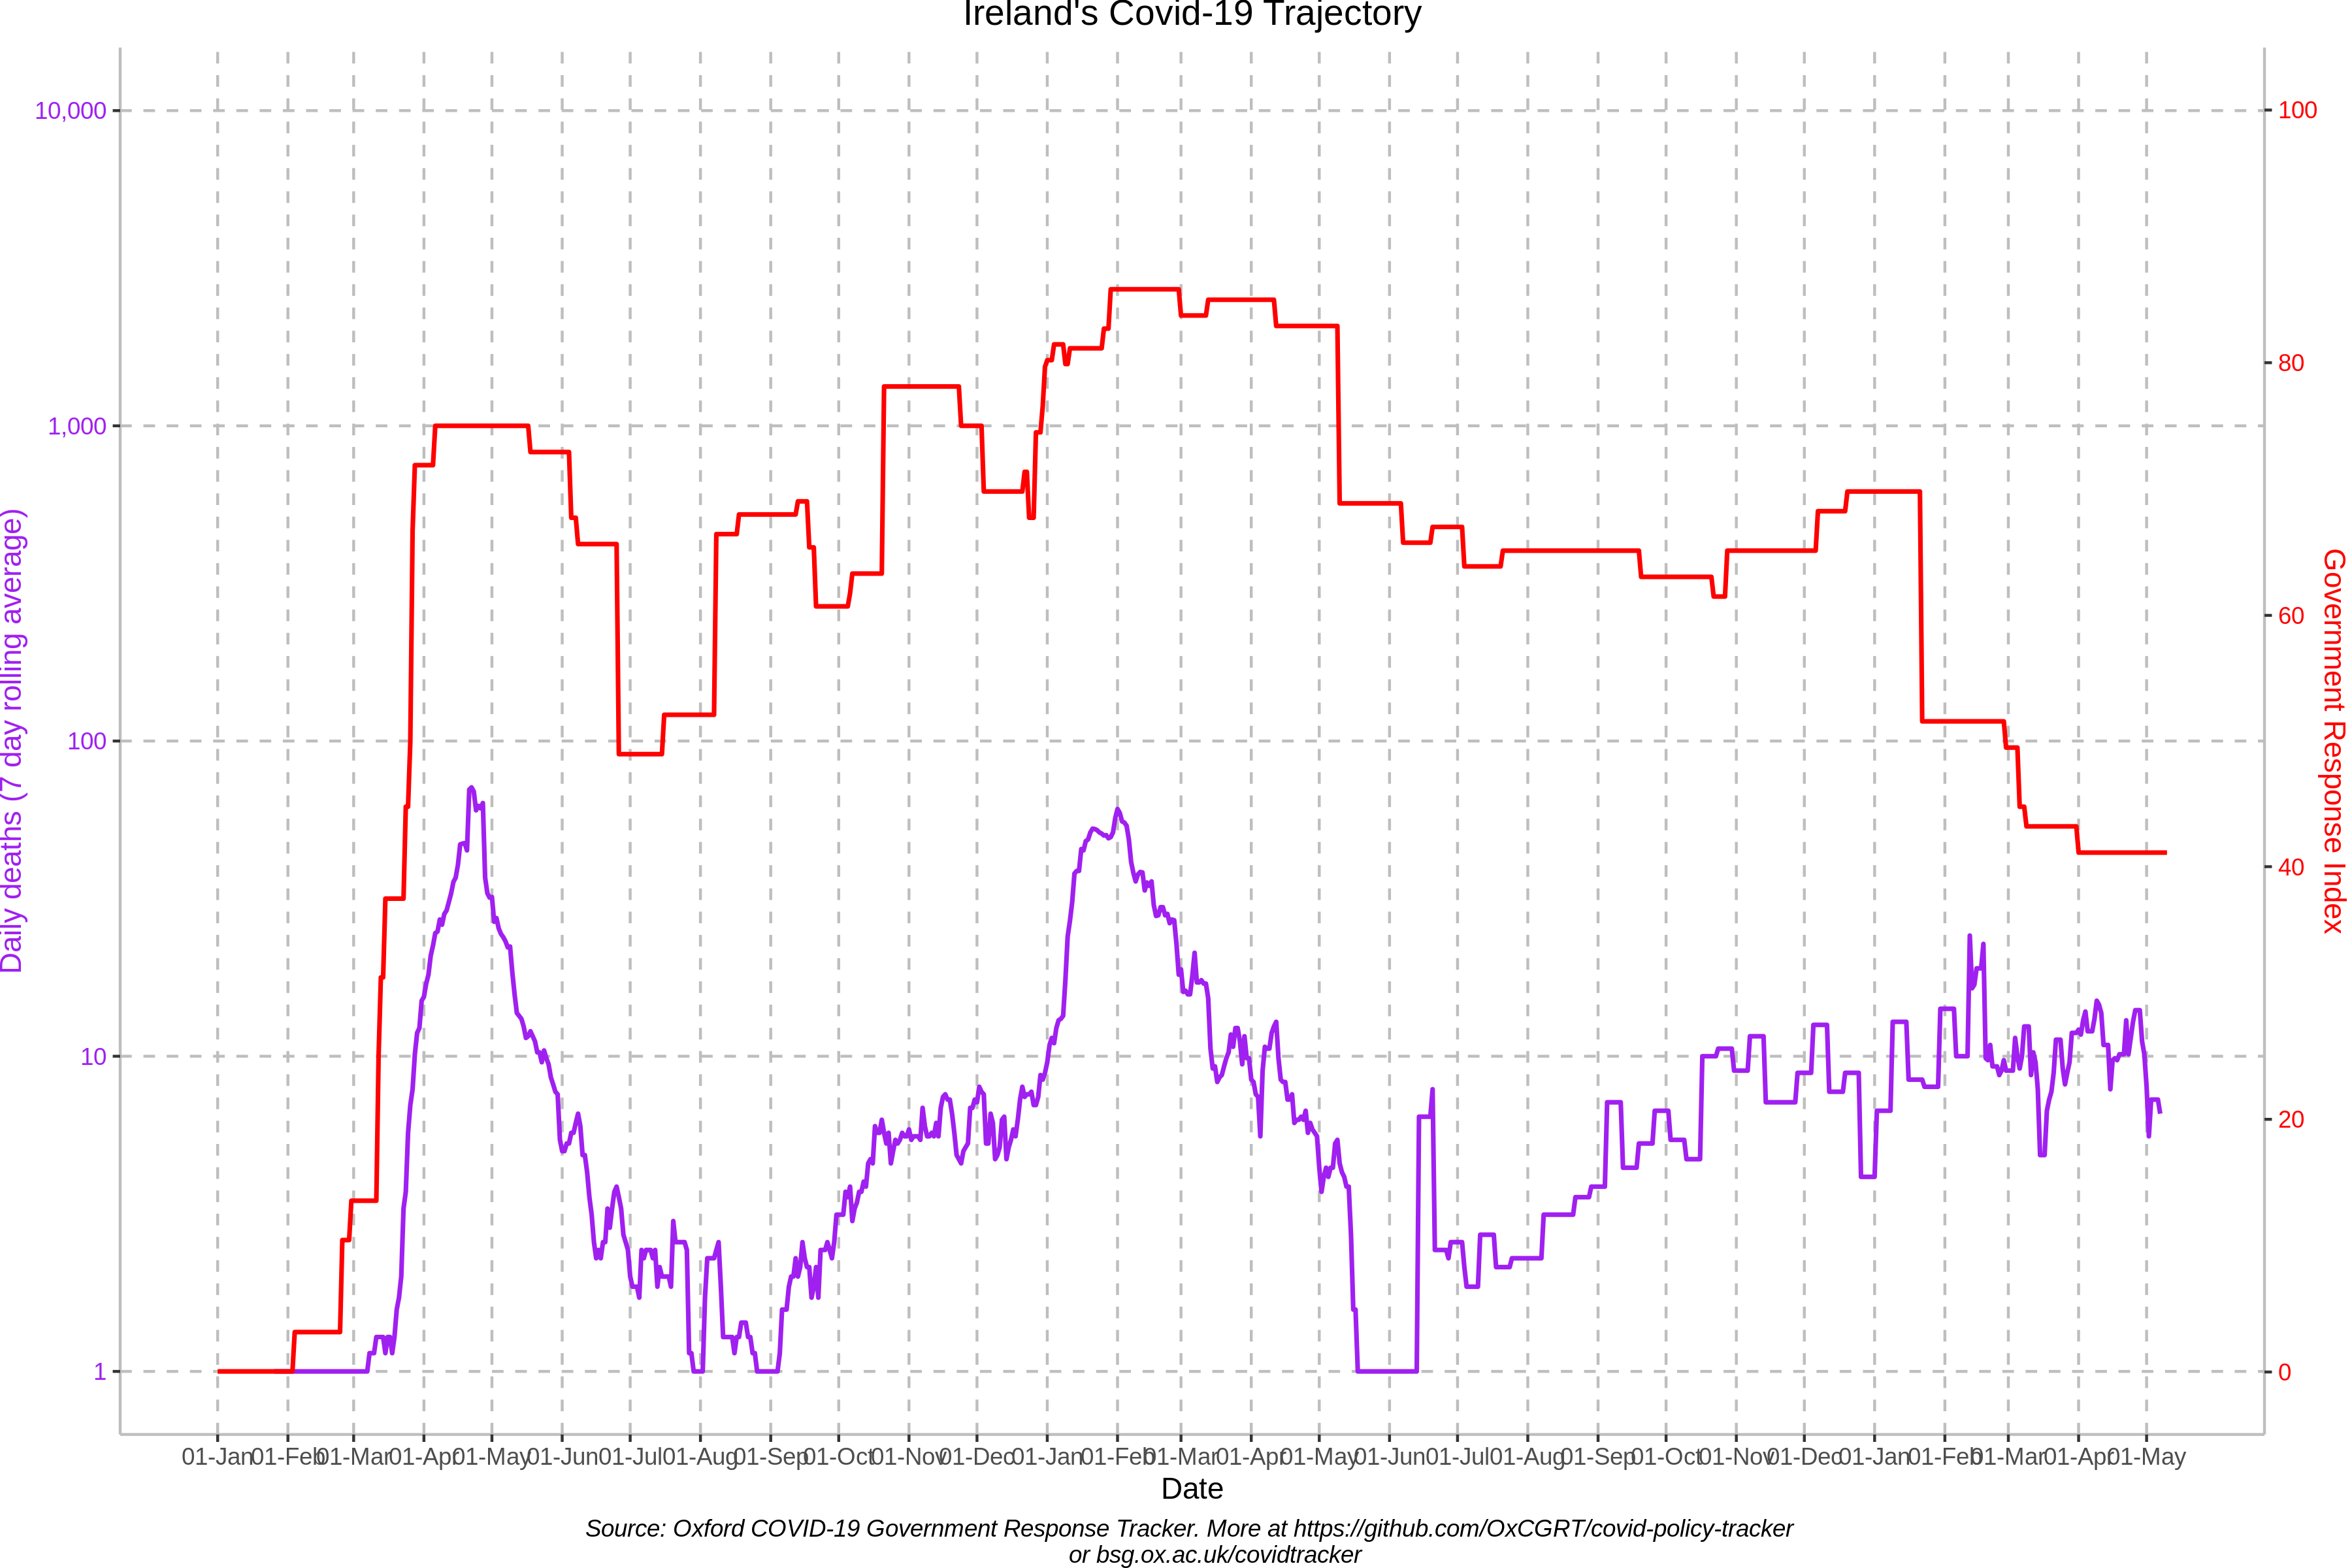 Ireland's Covid-19 Trajectory
10,000
1,000
100
10
1
Daily deaths (7 day rolling average)
100
80
60
40
20
0
Government Response Index
01-Jan 01-Feb 01-Mar 01-Apr 01-May 01-Jun 01-Jul 01-Aug 01-Sep 01-Oct 01-Nov 01-Dec 01-Jan 01-Feb 01-Mar 01-Apr 01-May 01-Jun 01-Jul 01-Aug 01-Sep 01-Oct 01-Nov 01-Dec 01-Jan 01-Feb 01-Mar 01-Apr 01-May
Date
Source: Oxford COVID-19 Government Response Tracker. More at https://github.com/OxCGRT/covid-policy-tracker
or bsg.ox.ac.uk/covidtracker